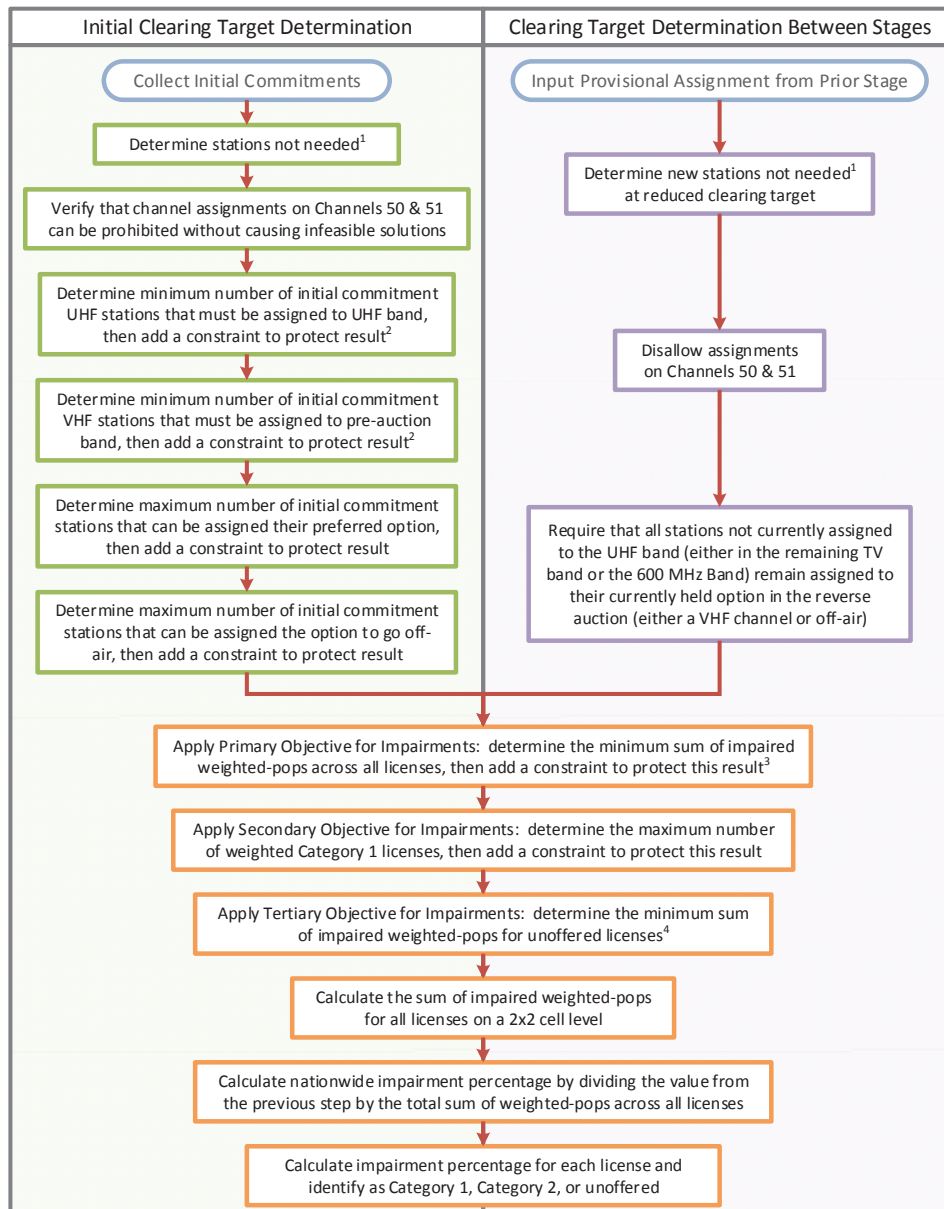 Initial Clearing Target Determination
Clearing Target Determination Between Stages
Collect Initial Commitments
Determine stations not needed¹
Verify that channel assignments on Channels 50 & 51
can be prohibited without causing infeasible solutions
Determine minimum number of initial commitment
UHF stations that must be assigned to UHF band,
then add a constraint to protect result²
Determine minimum number of initial commitment
VHF stations that must be assigned to pre-auction
band, then add a constraint to protect result²
Determine maximum number of initial commitment
stations that can be assigned their preferred option,
then add a constraint to protect result
Determine maximum number of initial commitment
stations that can be assigned the option to go off-
air, then add a constraint to protect result
Input Provisional Assignment from Prior Stage
Determine new stations not needed¹
at reduced clearing target
Disallow assignments
on Channels 50 & 51
Require that all stations not currently assigned
to the UHF band (either in the remaining TV
band or the 600 MHz Band) remain assigned to
their currently held option in the reverse
auction (either a VHF channel or off-air)
Apply Primary Objective for Impairments: determine the minimum sum of impaired
weighted-pops across all licenses, then add a constraint to protect this result³
Apply Secondary Objective for Impairments: determine the maximum number
of weighted Category 1 licenses, then add a constraint to protect this result
Apply Tertiary Objective for Impairments: determine the minimum sum
of impaired weighted-pops for unoffered licenses⁴
Calculate the sum of impaired weighted-pops
for all licenses on a 2x2 cell level
Calculate nationwide impairment percentage by dividing the value from
the previous step by the total sum of weighted-pops across all licenses
Calculate impairment percentage for each license and
identify as Category 1, Category 2, or unoffered